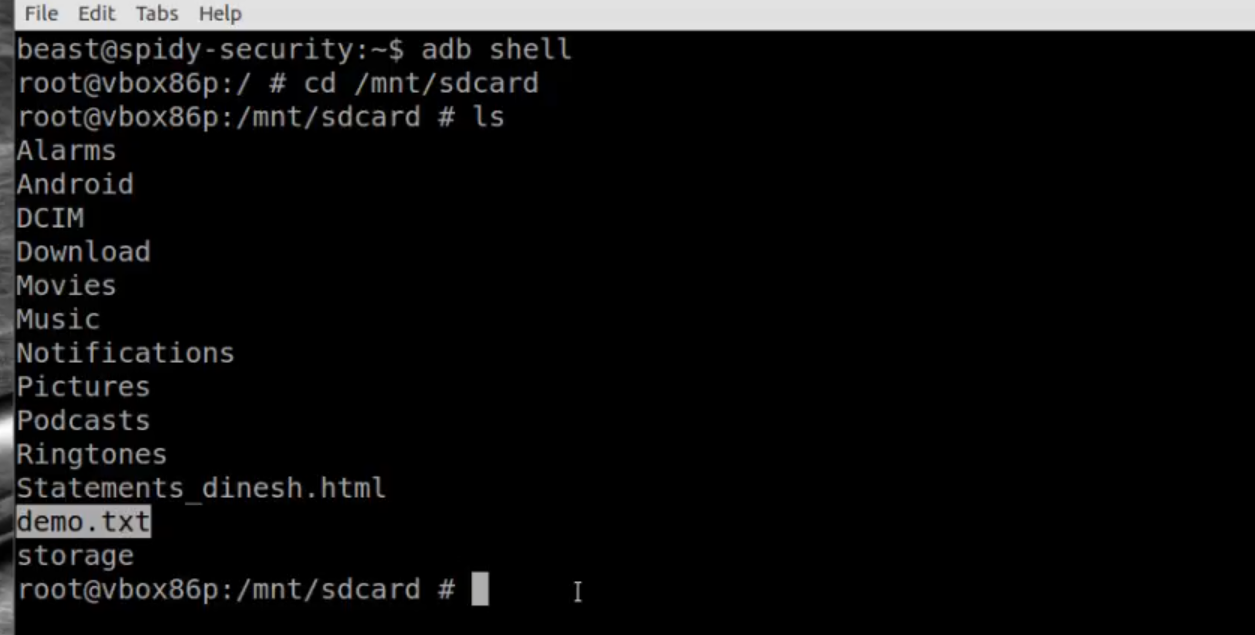 File Edit Tabs Help
beast@spidy-security:~$ adb shell
root@vbox86p:/ # cd /mnt/sdcard
root@vbox86p:/mnt/sdcard # ls
Alarms
Android
DCIM
Download
Movies
Music
Notifications
Pictures
Podcasts
Ringtones
Statements_dinesh.html
demo.txt
storage
root@vbox86p:/mnt/sdcard #